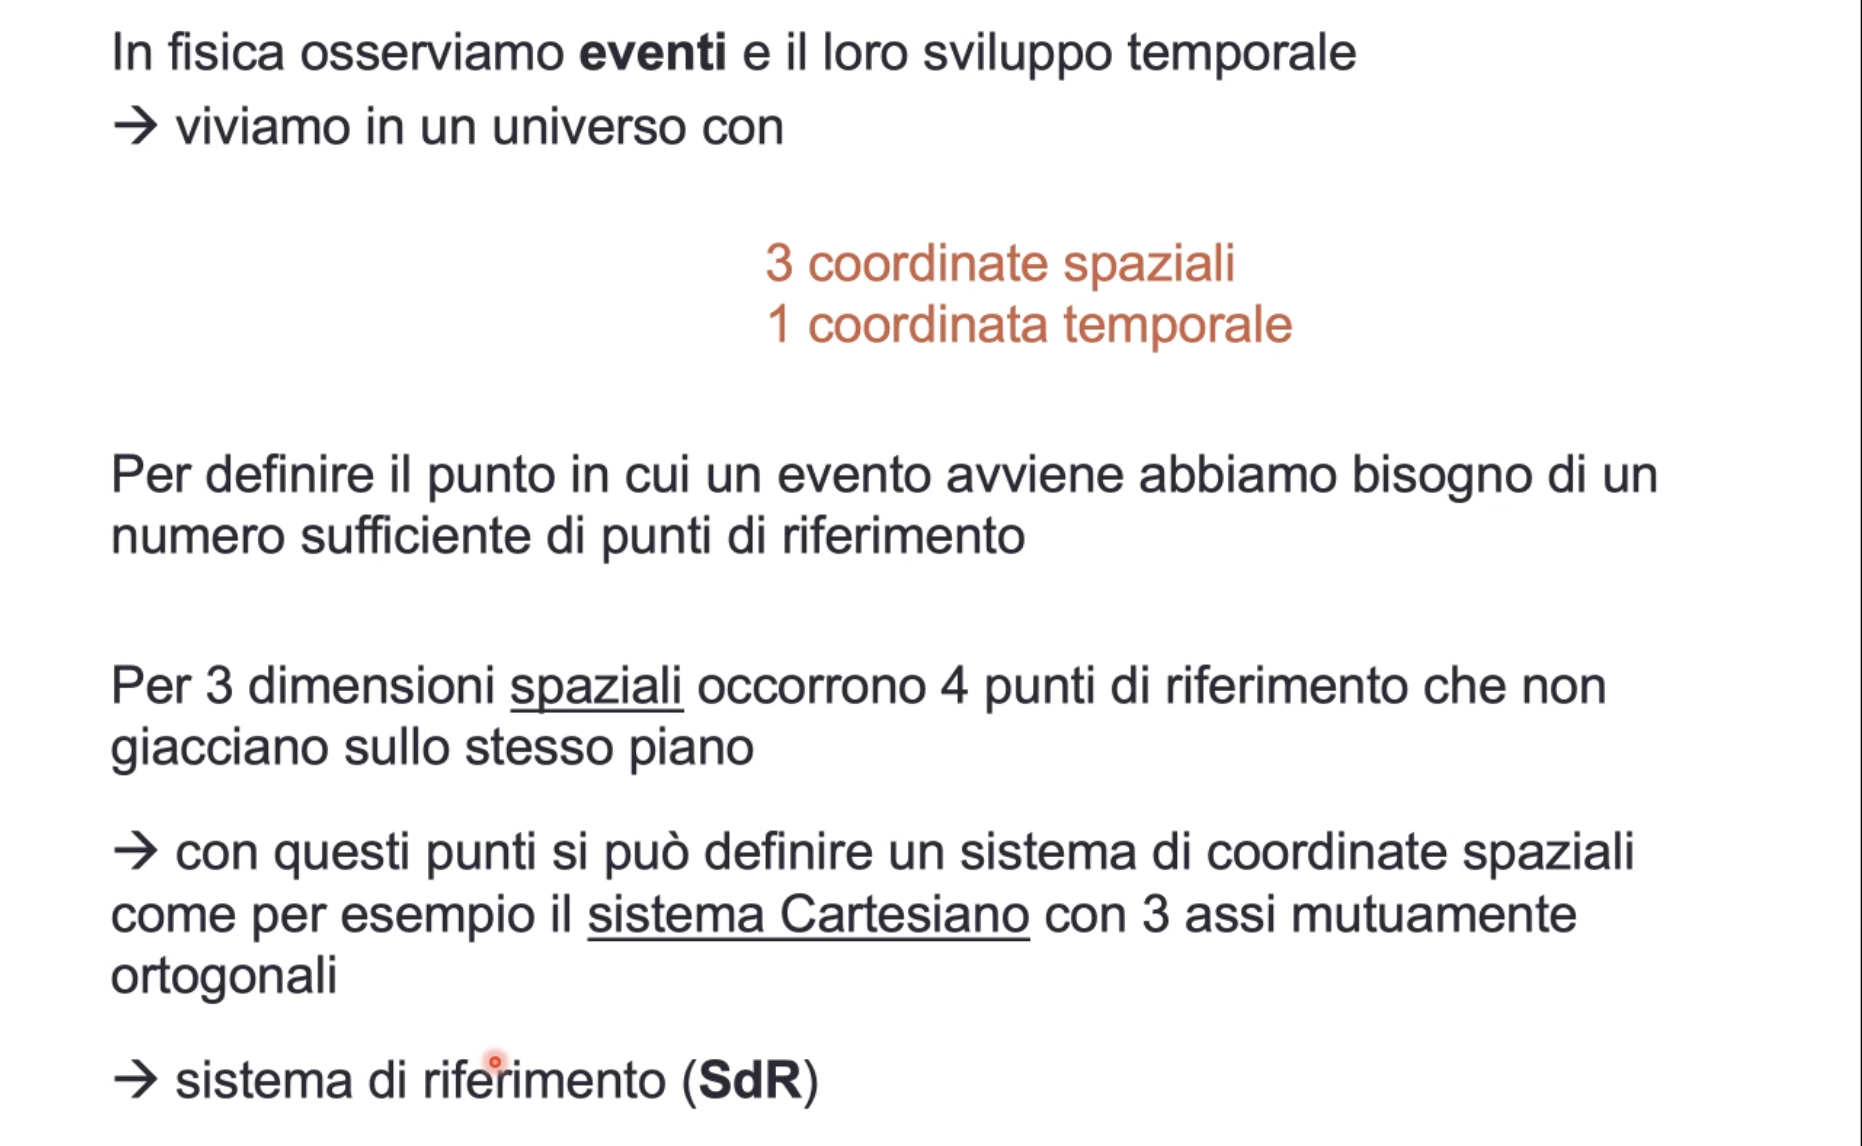 In fisica osserviamo eventi e il loro sviluppo temporale
→ viviamo in un universo con
3 coordinate spaziali
1 coordinata temporale
Per definire il punto in cui un evento avviene abbiamo bisogno di un
numero sufficiente di punti di riferimento
Per 3 dimensioni spaziali occorrono 4 punti di riferimento che non
giacciano sullo stesso piano
→ con questi punti si può definire un sistema di coordinate spaziali
come per esempio il sistema Cartesiano con 3 assi mutuamente
ortogonali
→ sistema di riferimento (SdR)